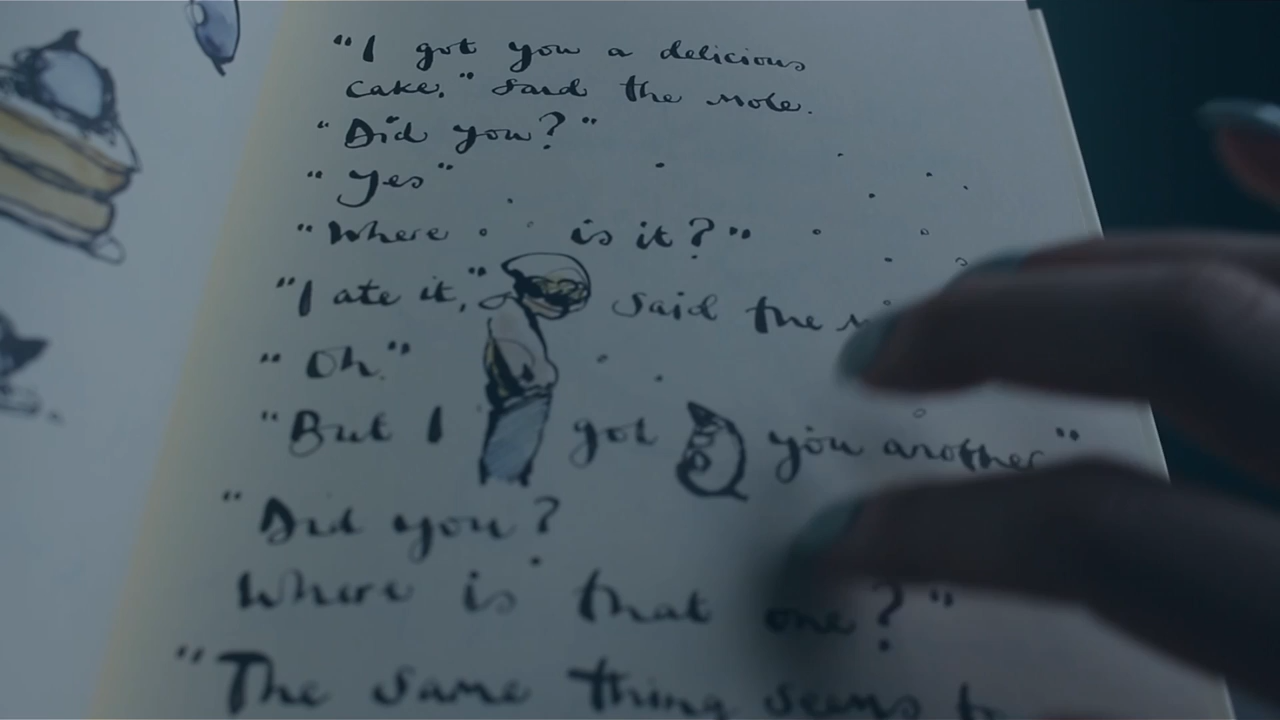 "I got you a delicious
cake," said the mole.
"Did you?"
"Yes"
"Where is it?"
"I ate it," said the
"Oh."
"But I got you another"
"Did you?
Where is that one?"
"The same thing seems